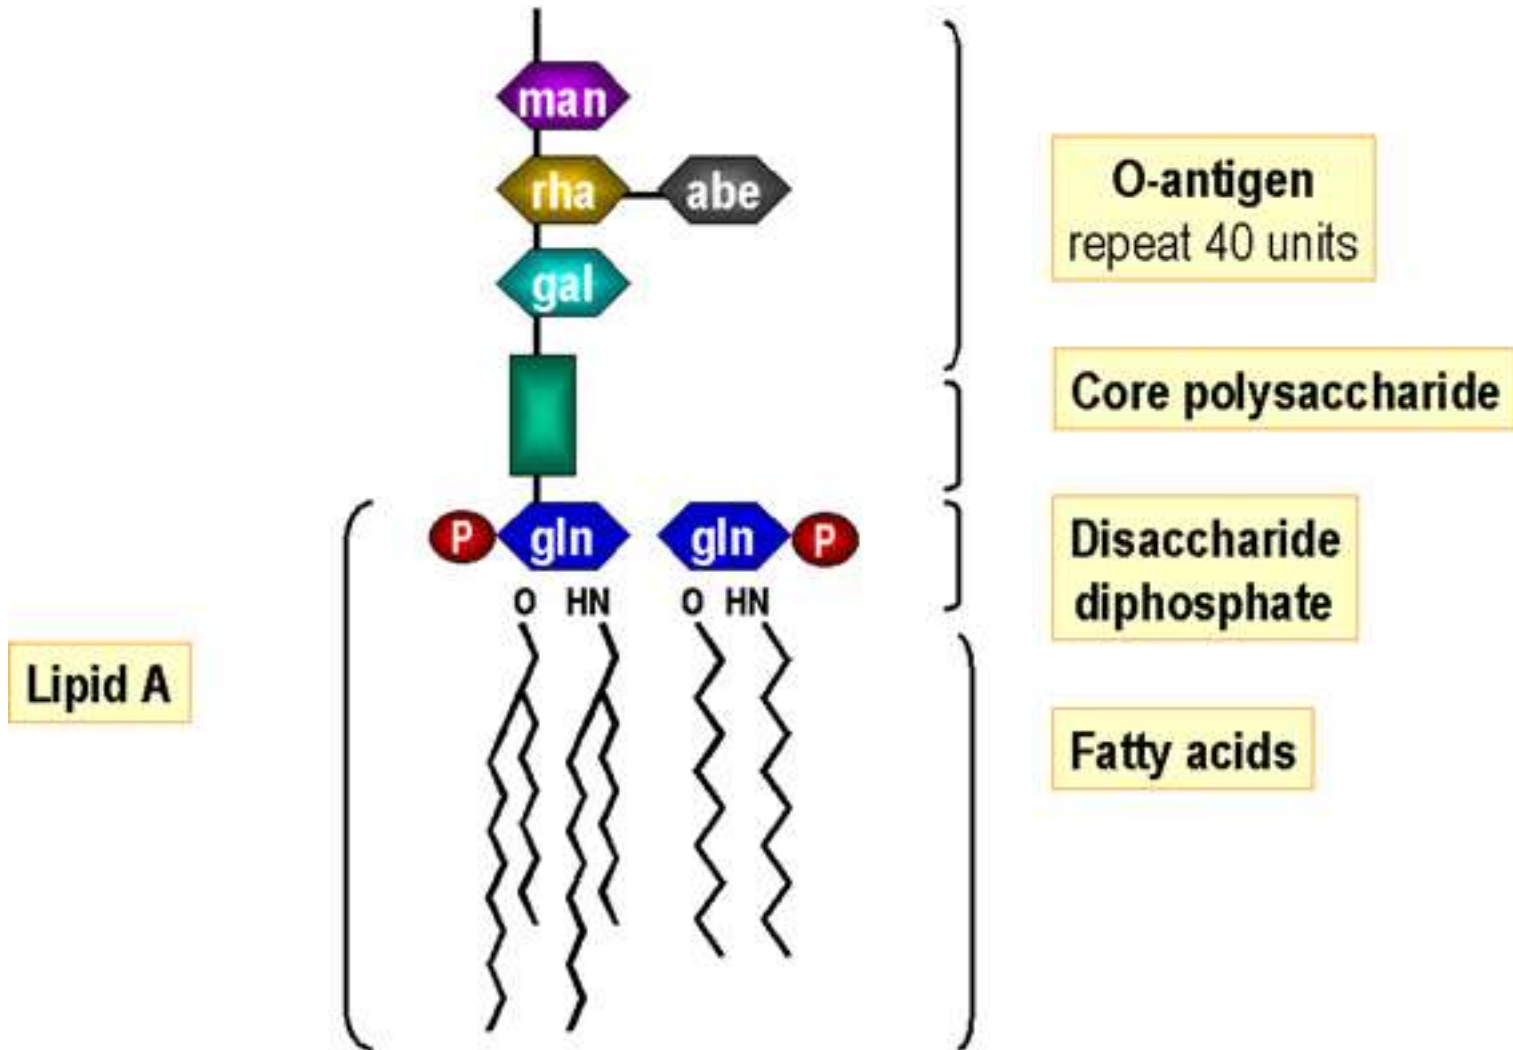 man
rha
abe
gal
O-antigen
repeat 40 units
Core polysaccharide
P
gln
gln
P
Disaccharide
diphosphate
O HN
O HN
Lipid A
Fatty acids